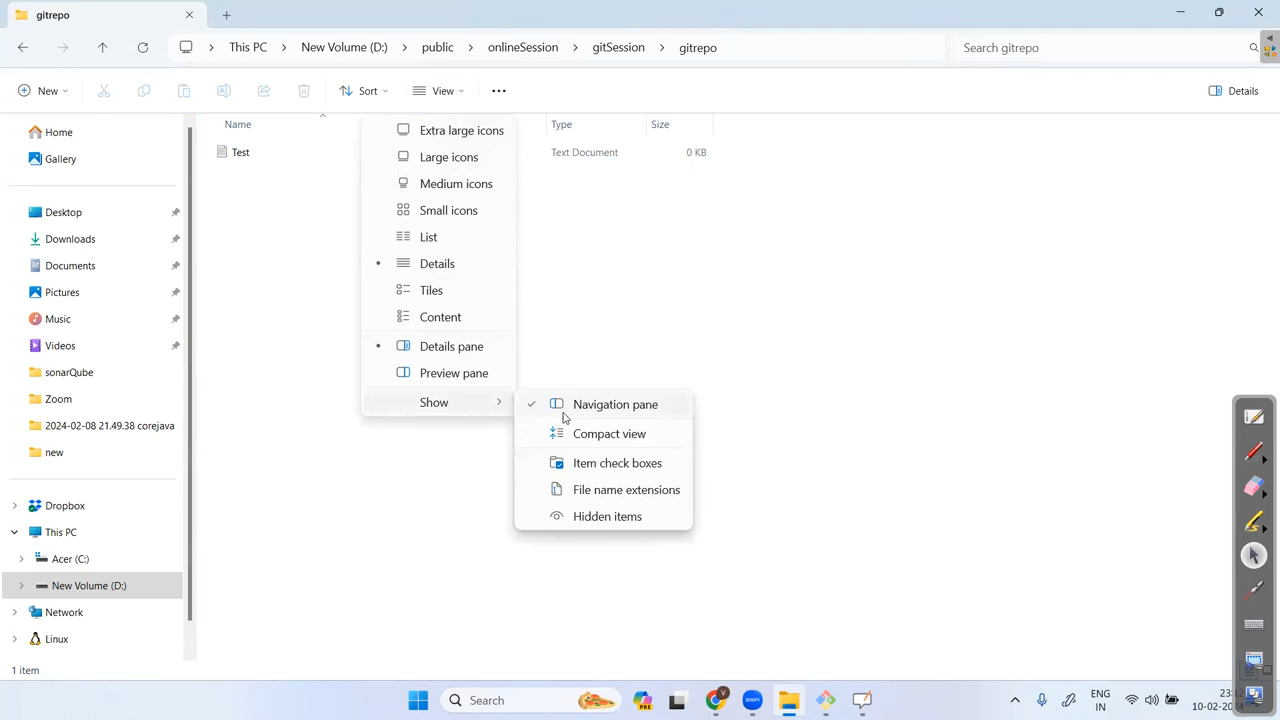 gitrepo
This PC > New Volume (D:) > public > onlineSession > gitSession > gitrepo
Search gitrepo
New
Sort
View
Details
Home
Gallery
Desktop
Downloads
Documents
Pictures
Music
Videos
sonarQube
Zoom
2024-02-08 21.49.38 corejava
new
Dropbox
This PC
Acer (C:)
New Volume (D:)
Network
Linux
Name
Type
Size
Test
Text Document
0 KB
Extra large icons
Large icons
Medium icons
Small icons
List
Details
Tiles
Content
Details pane
Preview pane
Show
Navigation pane
Compact view
Item check boxes
File name extensions
Hidden items
1 item
Search
ENG
IN